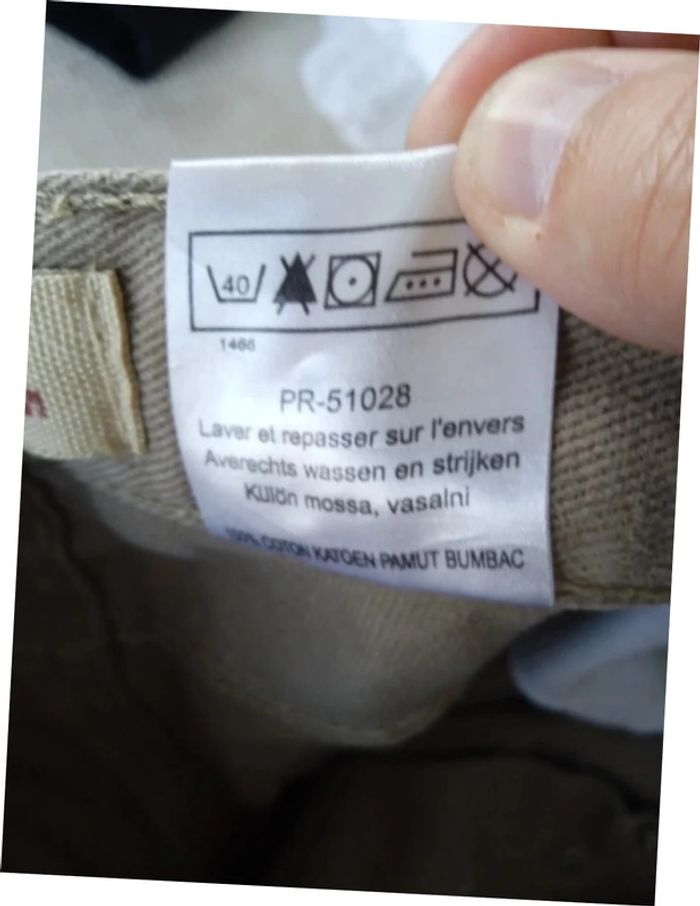 40
1466
PR-51028
Laver et repasser sur l'envers
Averechts wassen en strijken
Külön mossa, vasalni
100% COTON KATOEN PAMUT BUMBAC